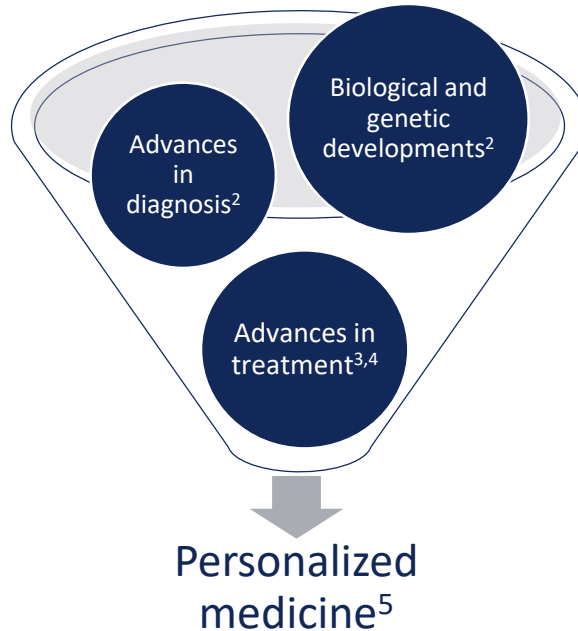 Biological and
genetic
developments²
Advances
in
diagnosis²
Advances in
treatment³,⁴
Personalized
medicine⁵